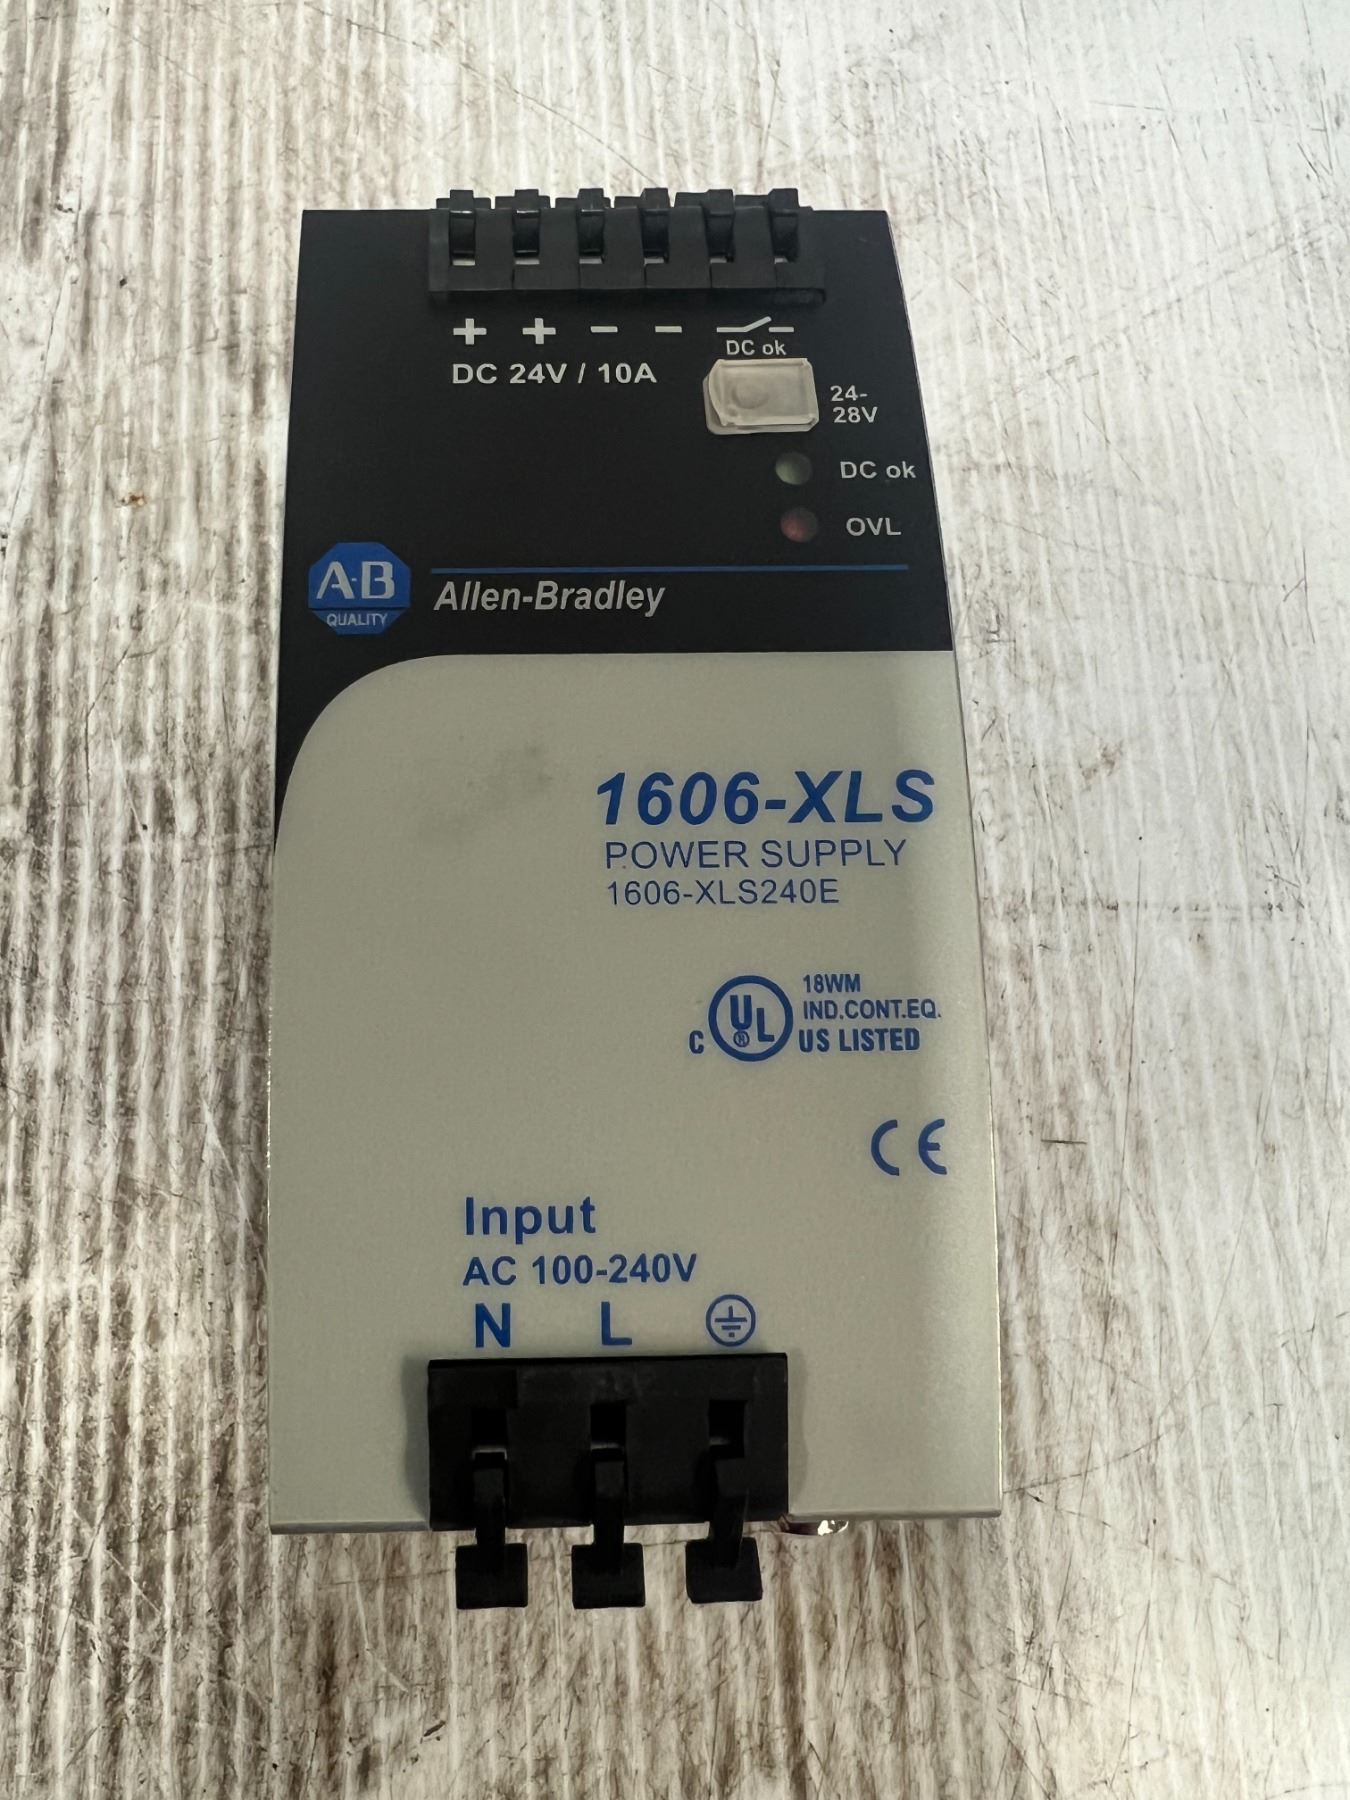 + + − −
DC ok
DC 24V / 10A
24-
28V
DC ok
OVL
A-B
QUALITY
Allen-Bradley
1606-XLS
POWER SUPPLY
1606-XLS240E
18WM
IND.CONT.EQ.
C UL ® US LISTED
CE
Input
AC 100-240V
N L